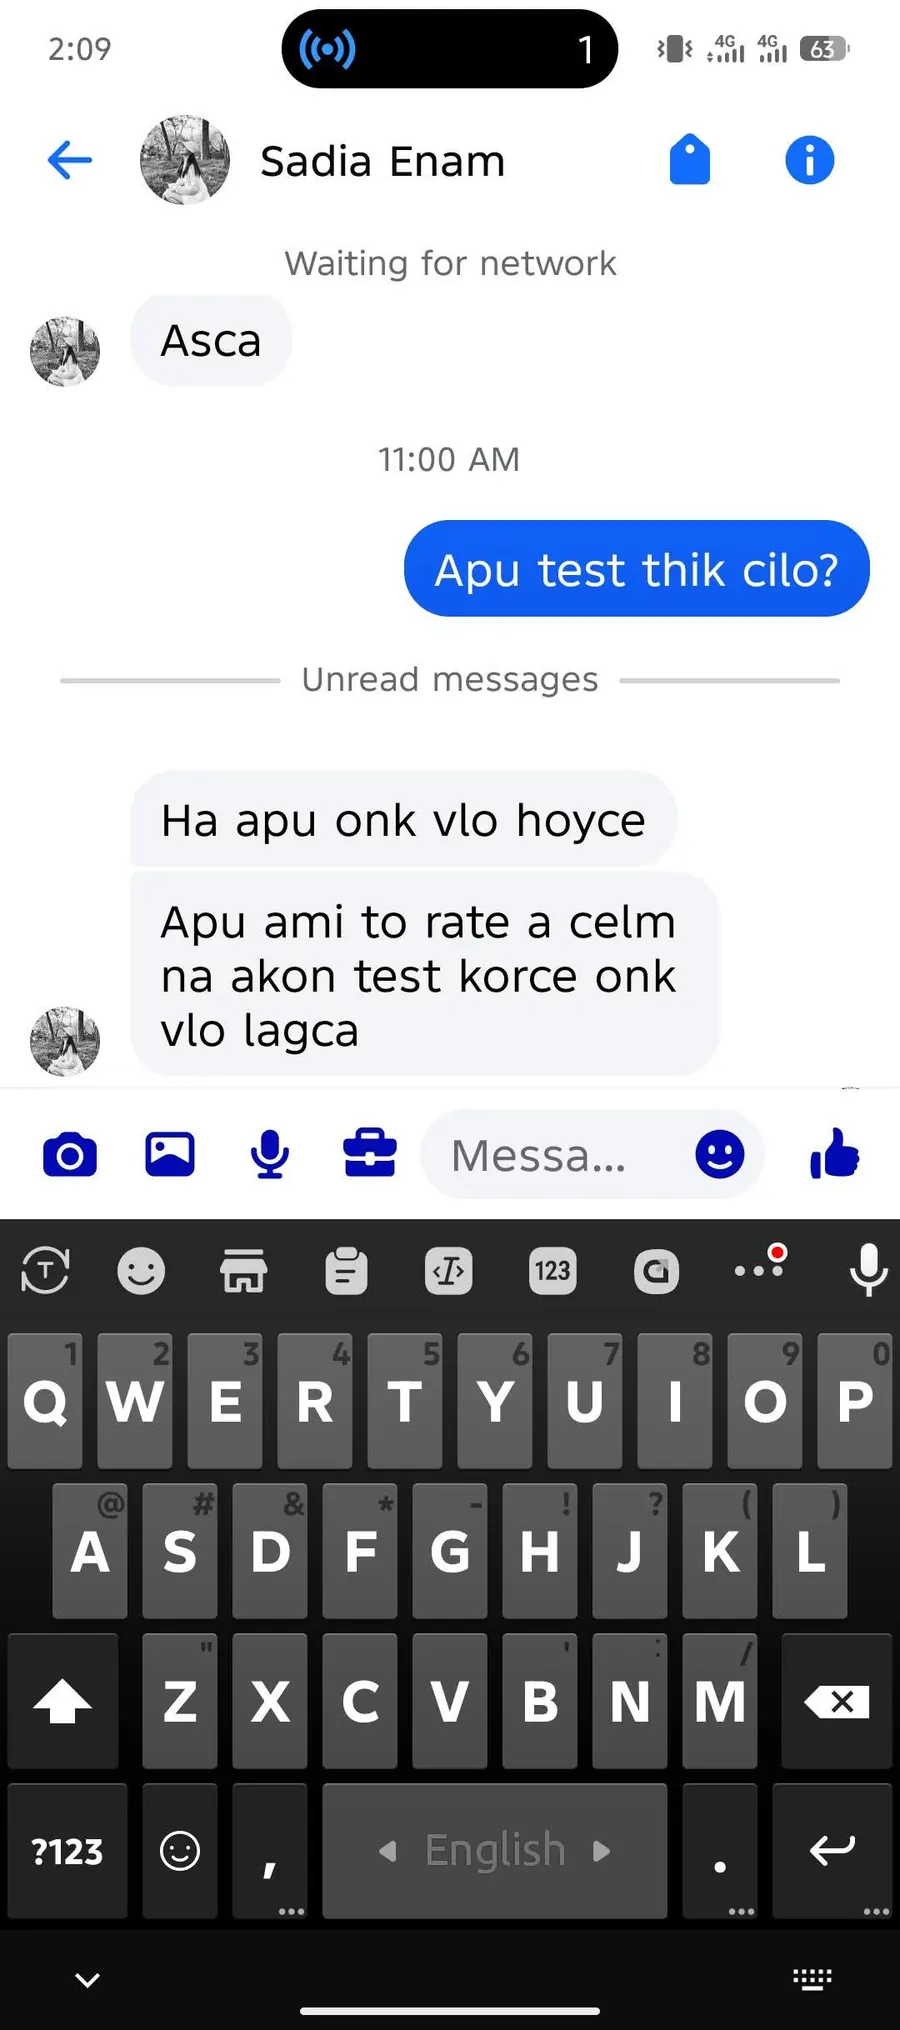 2:09
1
4G
4G
63
Sadia Enam
Waiting for network
Asca
11:00 AM
Apu test thik cilo?
Unread messages
Ha apu onk vlo hoyce
Apu ami to rate a celm
na akon test korce onk
vlo lagca
Messa...
T
123
1 2 3 4 5 6 7 8 9 0
Q W E R T Y U I O P
@ # & * - ! ? ( )
A S D F G H J K L
" ' : /
Z X C V B N M
?123 , English .